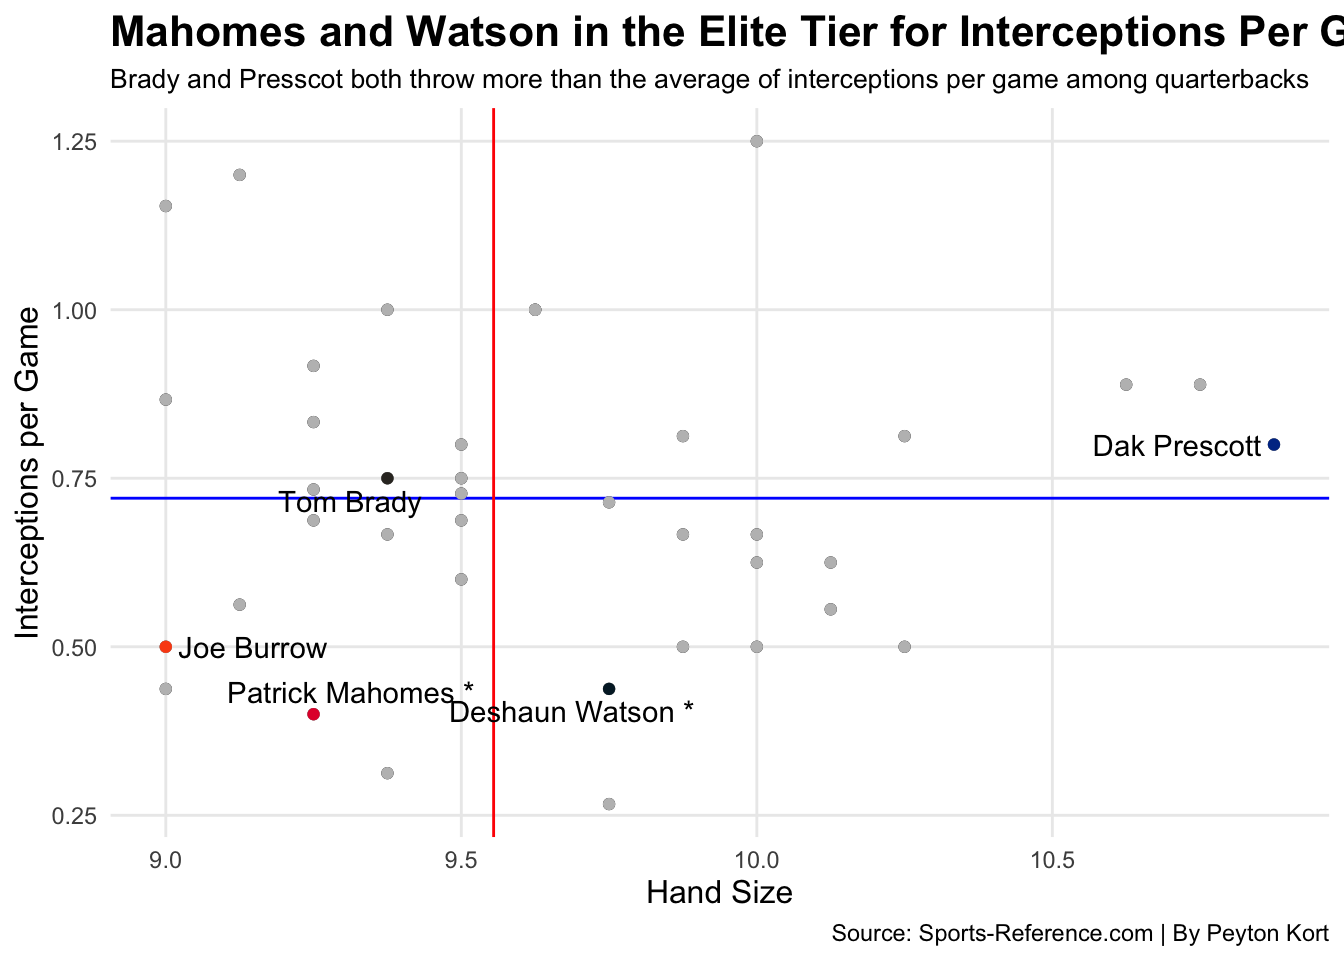 Mahomes and Watson in the Elite Tier for Interceptions Per G
Brady and Presscot both throw more than the average of interceptions per game among quarterbacks
1.25
1.00
0.75
0.50
0.25
Interceptions per Game
Dak Prescott
Tom Brady
Joe Burrow
Patrick Mahomes *
Deshaun Watson *
9.0
9.5
10.0
10.5
Hand Size
Source: Sports-Reference.com | By Peyton Kort